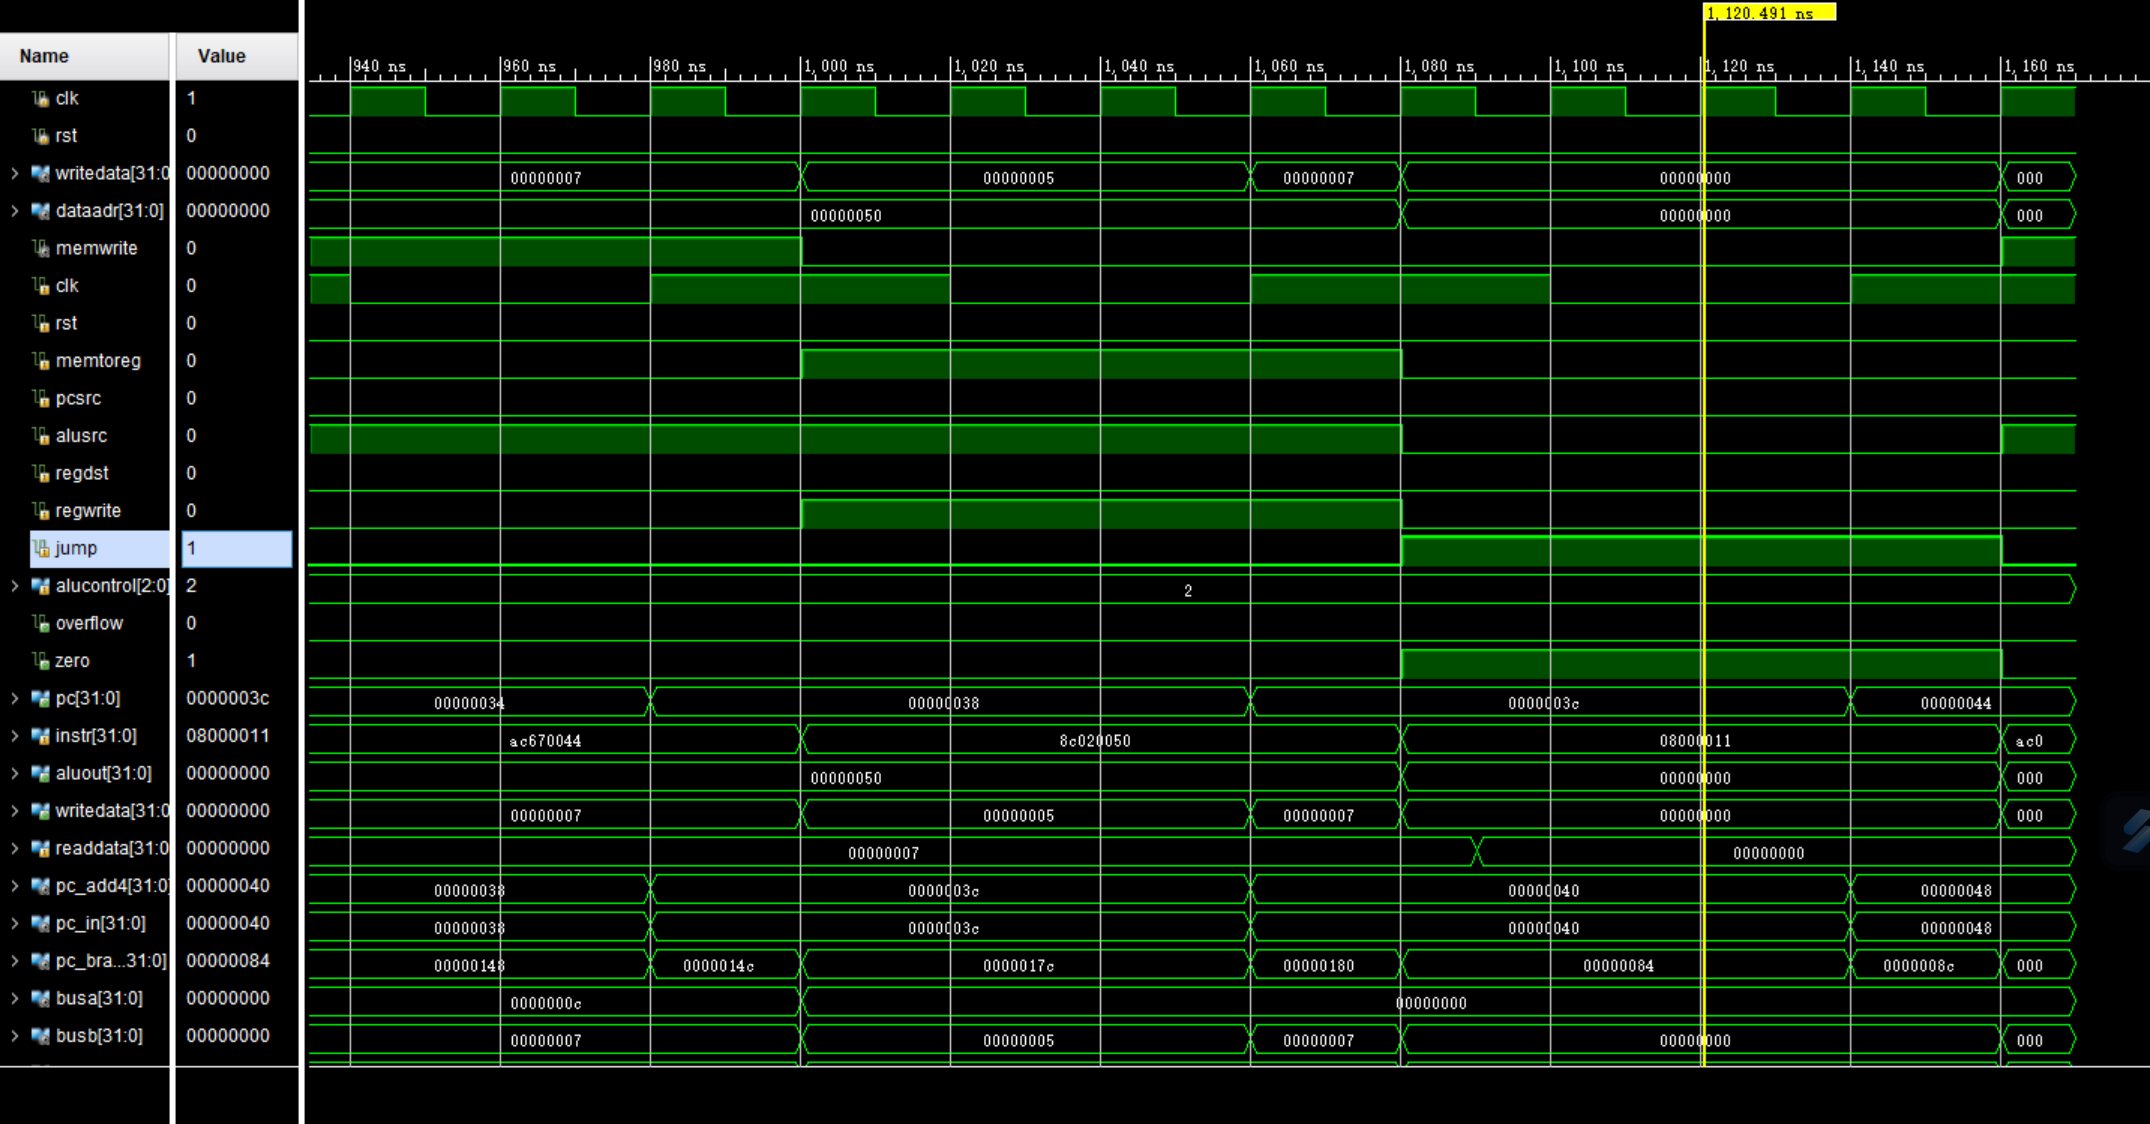 1,120.491 ns
Name Value
940 ns 960 ns 980 ns 1,000 ns 1,020 ns 1,040 ns 1,060 ns 1,080 ns 1,100 ns 1,120 ns 1,140 ns 1,160 ns
clk 1
rst 0
writedata[31:0 00000000 00000007 00000005 00000007 00000000 000
dataadr[31:0] 00000000 00000050 00000000 000
memwrite 0
clk 0
rst 0
memtoreg 0
pcsrc 0
alusrc 0
regdst 0
regwrite 0
jump 1
alucontrol[2:0] 2 2
overflow 0
zero 1
pc[31:0] 0000003c 00000034 00000038 0000003c 00000044
instr[31:0] 08000011 ac670044 8c020050 08000011 ac0
aluout[31:0] 00000000 00000050 00000000 000
writedata[31:0 00000000 00000007 00000005 00000007 00000000 000
readdata[31:0 00000000 00000007 00000000
pc_add4[31:0] 00000040 00000038 0000003c 00000040 00000048
pc_in[31:0] 00000040 00000038 0000003c 00000040 00000048
pc_bra...31:0] 00000084 00000148 0000014c 0000017c 00000180 00000084 0000008c 000
busa[31:0] 00000000 0000000c 00000000
busb[31:0] 00000000 00000007 00000005 00000007 00000000 000